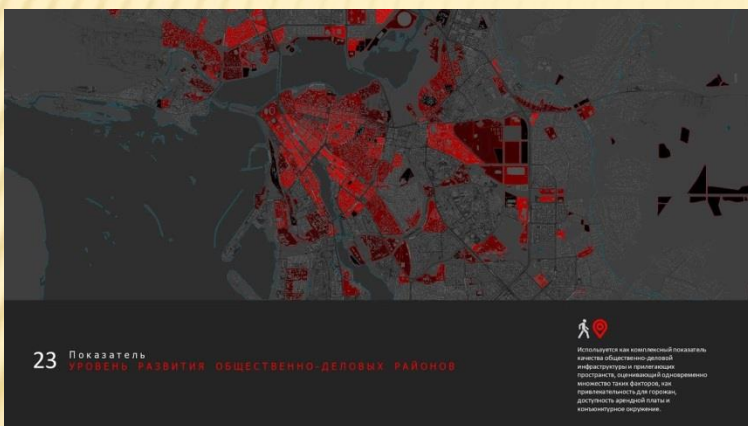 23 Показатель
УРОВЕНЬ РАЗВИТИЯ ОБЩЕСТВЕННО-ДЕЛОВЫХ РАЙОНОВ
Используется как комплексный показатель
качества общественно-деловой
инфраструктуры и прилегающих
пространств, оценивающий одновременно
множество таких факторов, как
привлекательность для горожан,
доступность арендной платы и
конъюнктурное окружение.